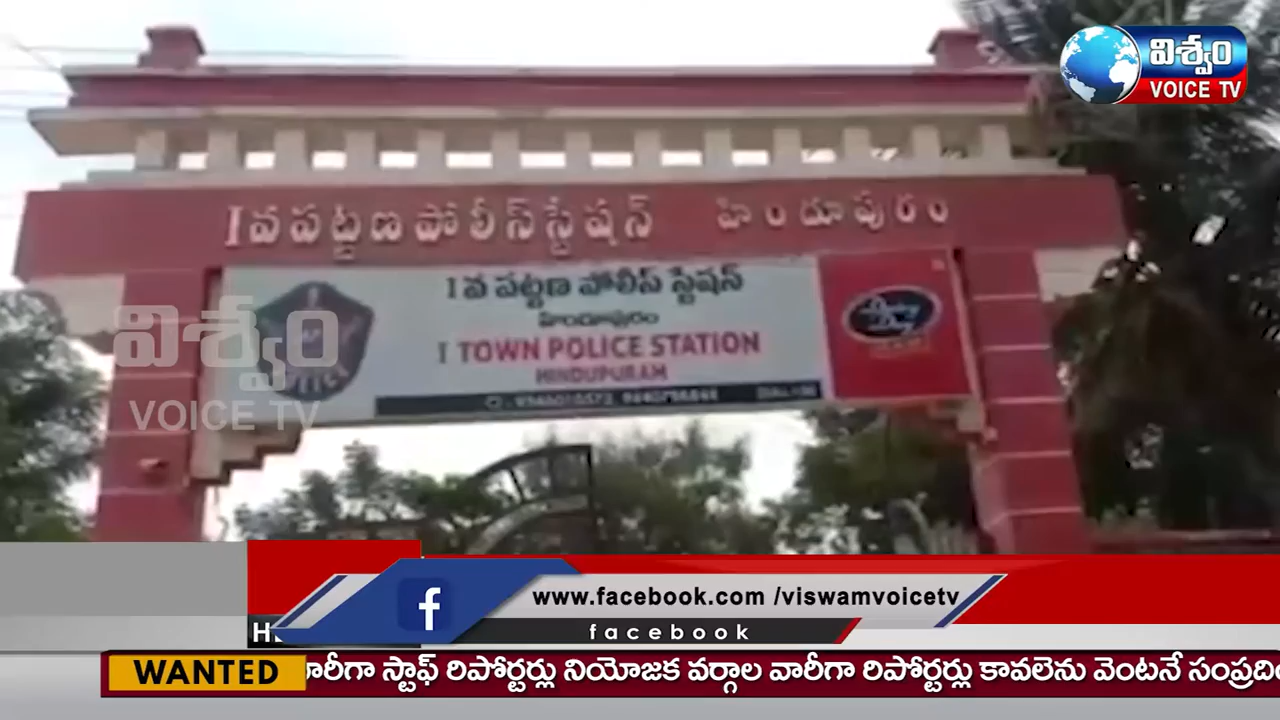 విశ్వం
VOICE TV
I వ పట్టణ పోలీస్ స్టేషన్ హిందూపురం
I వ పట్టణ పోలీస్ స్టేషన్
హిందూపురం
I TOWN POLICE STATION
HINDUPURAM
విశ్వం
VOICE TV
www.facebook.com /viswamvoicetv
facebook
WANTED
స్టాఫ్ రిపోర్టర్లు నియోజక వర్గాల వారీగా రిపోర్టర్లు కావలెను వెంటనే